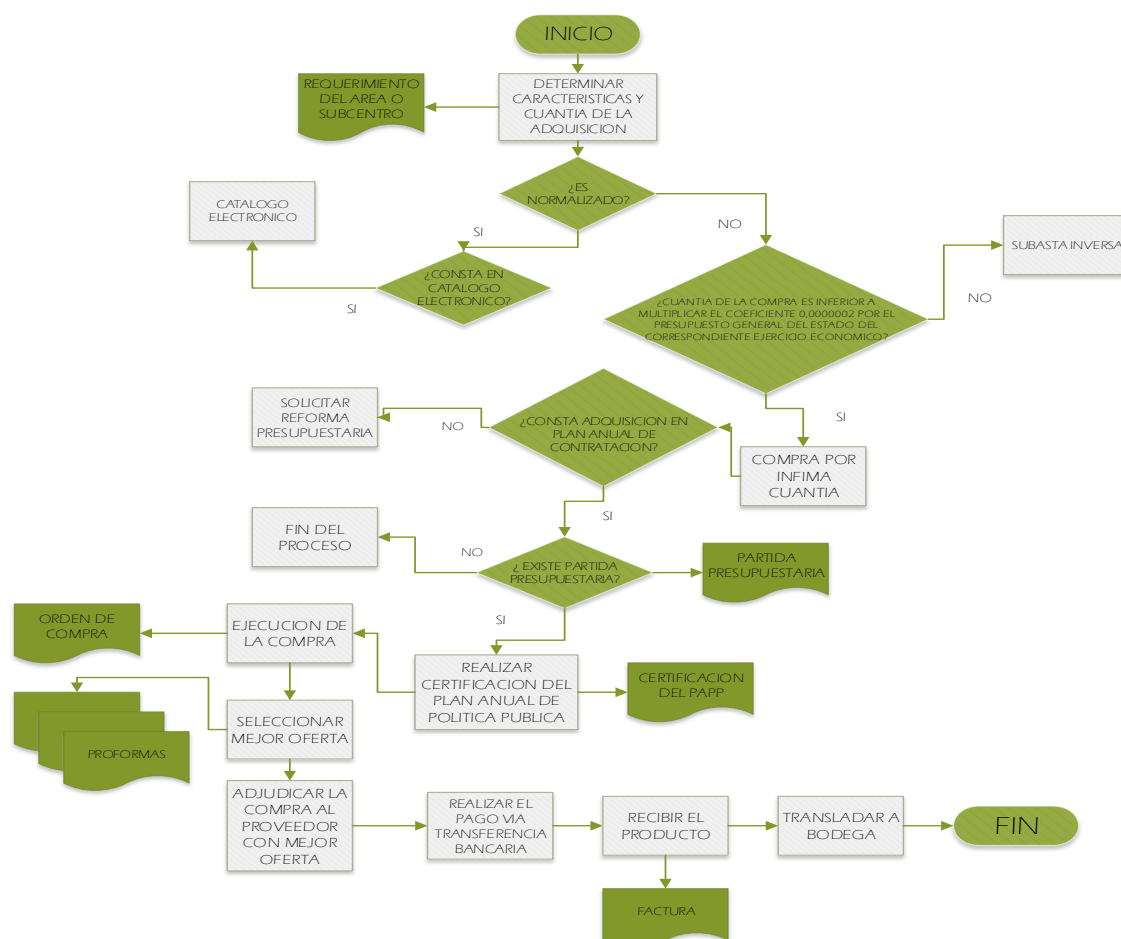 INICIO
REQUERIMIENTO
DEL AREA O
SUBCENTRO
DETERMINAR
CARACTERISTICAS Y
CUANTIA DE LA
ADQUISICION
¿ES
NORMALIZADO?
CATALOGO
ELECTRONICO
SI
NO
¿CONSTA EN
CATALOGO
ELECTRONICO?
SI
SUBASTA INVERSA
NO
¿CUANTIA DE LA COMPRA ES INFERIOR A
MULTIPLICAR EL COEFICIENTE 0,0000002 POR EL
PRESUPUESTO GENERAL DEL ESTADO DEL
CORRESPONDIENTE EJERCICIO ECONOMICO?
SI
SOLICITAR
REFORMA
PRESUPUESTARIA
NO
¿CONSTA ADQUISICION EN
PLAN ANUAL DE
CONTRATACION?
COMPRA POR
INFIMA
CUANTIA
SI
FIN DEL
PROCESO
NO
¿ EXISTE PARTIDA
PRESUPUESTARIA?
PARTIDA
PRESUPUESTARIA
SI
ORDEN DE
COMPRA
EJECUCION DE
LA COMPRA
REALIZAR
CERTIFICACION DEL
PLAN ANUAL DE
POLITICA PUBLICA
CERTIFICACION
DEL PAPP
PROFORMAS
SELECCIONAR
MEJOR OFERTA
ADJUDICAR LA
COMPRA AL
PROVEEDOR
CON MEJOR
OFERTA
REALIZAR EL
PAGO VIA
TRANSFERENCIA
BANCARIA
RECIBIR EL
PRODUCTO
TRANSLADAR A
BODEGA
FIN
FACTURA